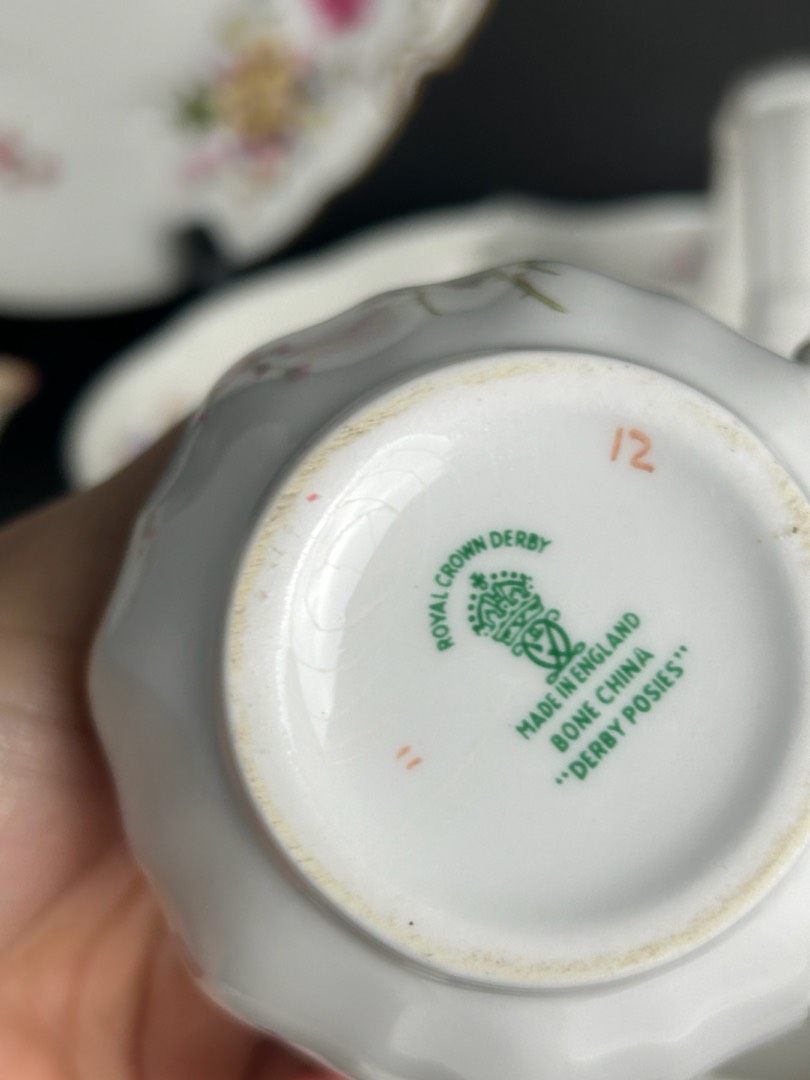 12
ROYAL CROWN DERBY
MADE IN ENGLAND
BONE CHINA
"DERBY POSIES"